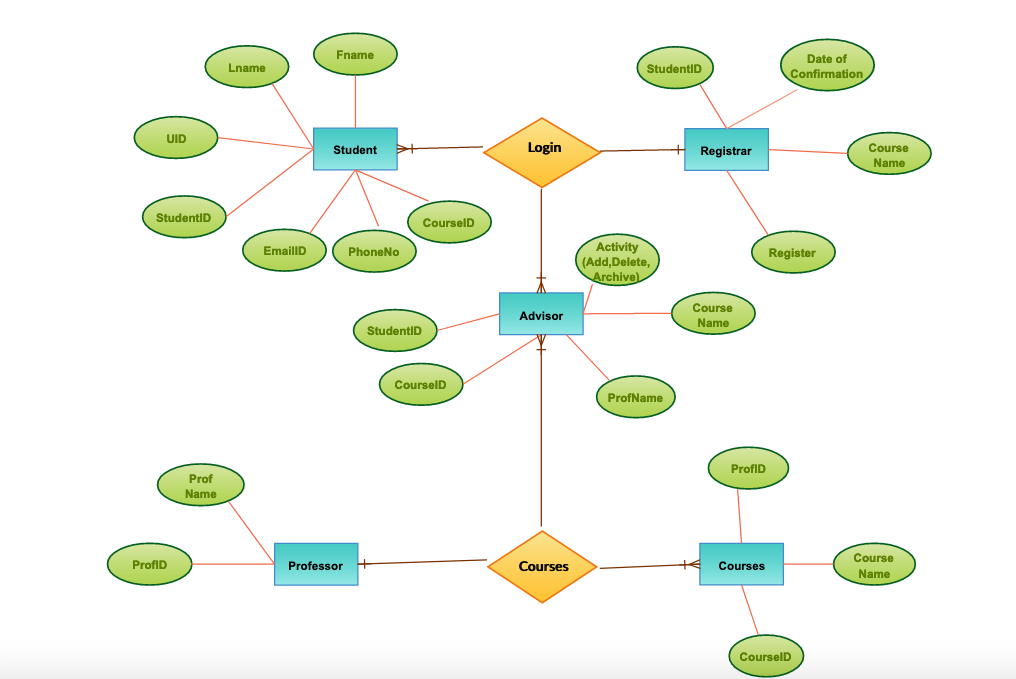 Fname
Lname
StudentID
Date of
Confirmation
UID
Student
Login
Registrar
Course
Name
StudentID
CourseID
EmailID
PhoneNo
Register
Activity
(Add,Delete,
Archive)
Advisor
Course
Name
StudentID
CourseID
ProfName
ProfID
Prof
Name
ProfID
Professor
Courses
Courses
Course
Name
CourseID